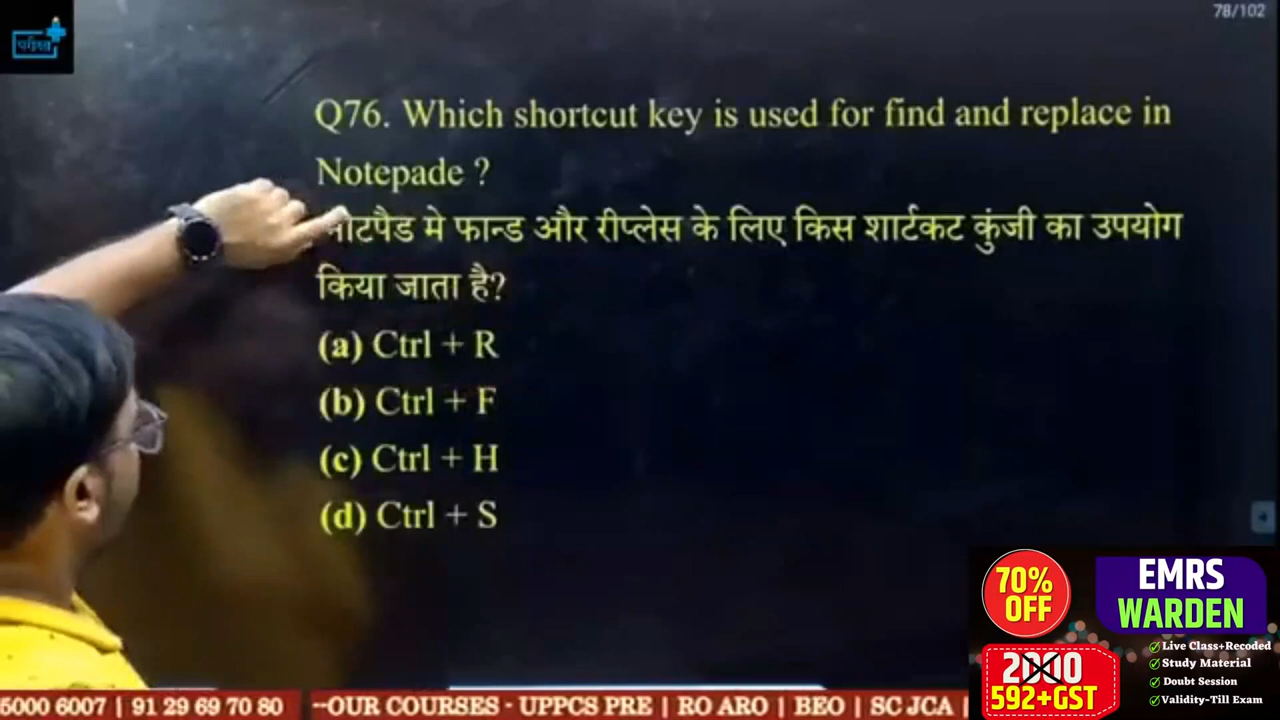 78/102
Q76. Which shortcut key is used for find and replace in
Notepade ?
नोटपैड मे फान्ड और रीप्लेस के लिए किस शार्टकट कुंजी का उपयोग
किया जाता है?
(a) Ctrl + R
(b) Ctrl + F
(c) Ctrl + H
(d) Ctrl + S
70%
OFF
EMRS
WARDEN
2000
592+GST
Live Class+Recoded
Study Material
Doubt Session
Validity-Till Exam
5000 6007 | 91 29 69 70 80 --OUR COURSES - UPPCS PRE | RO ARO | BEO | SC JCA |